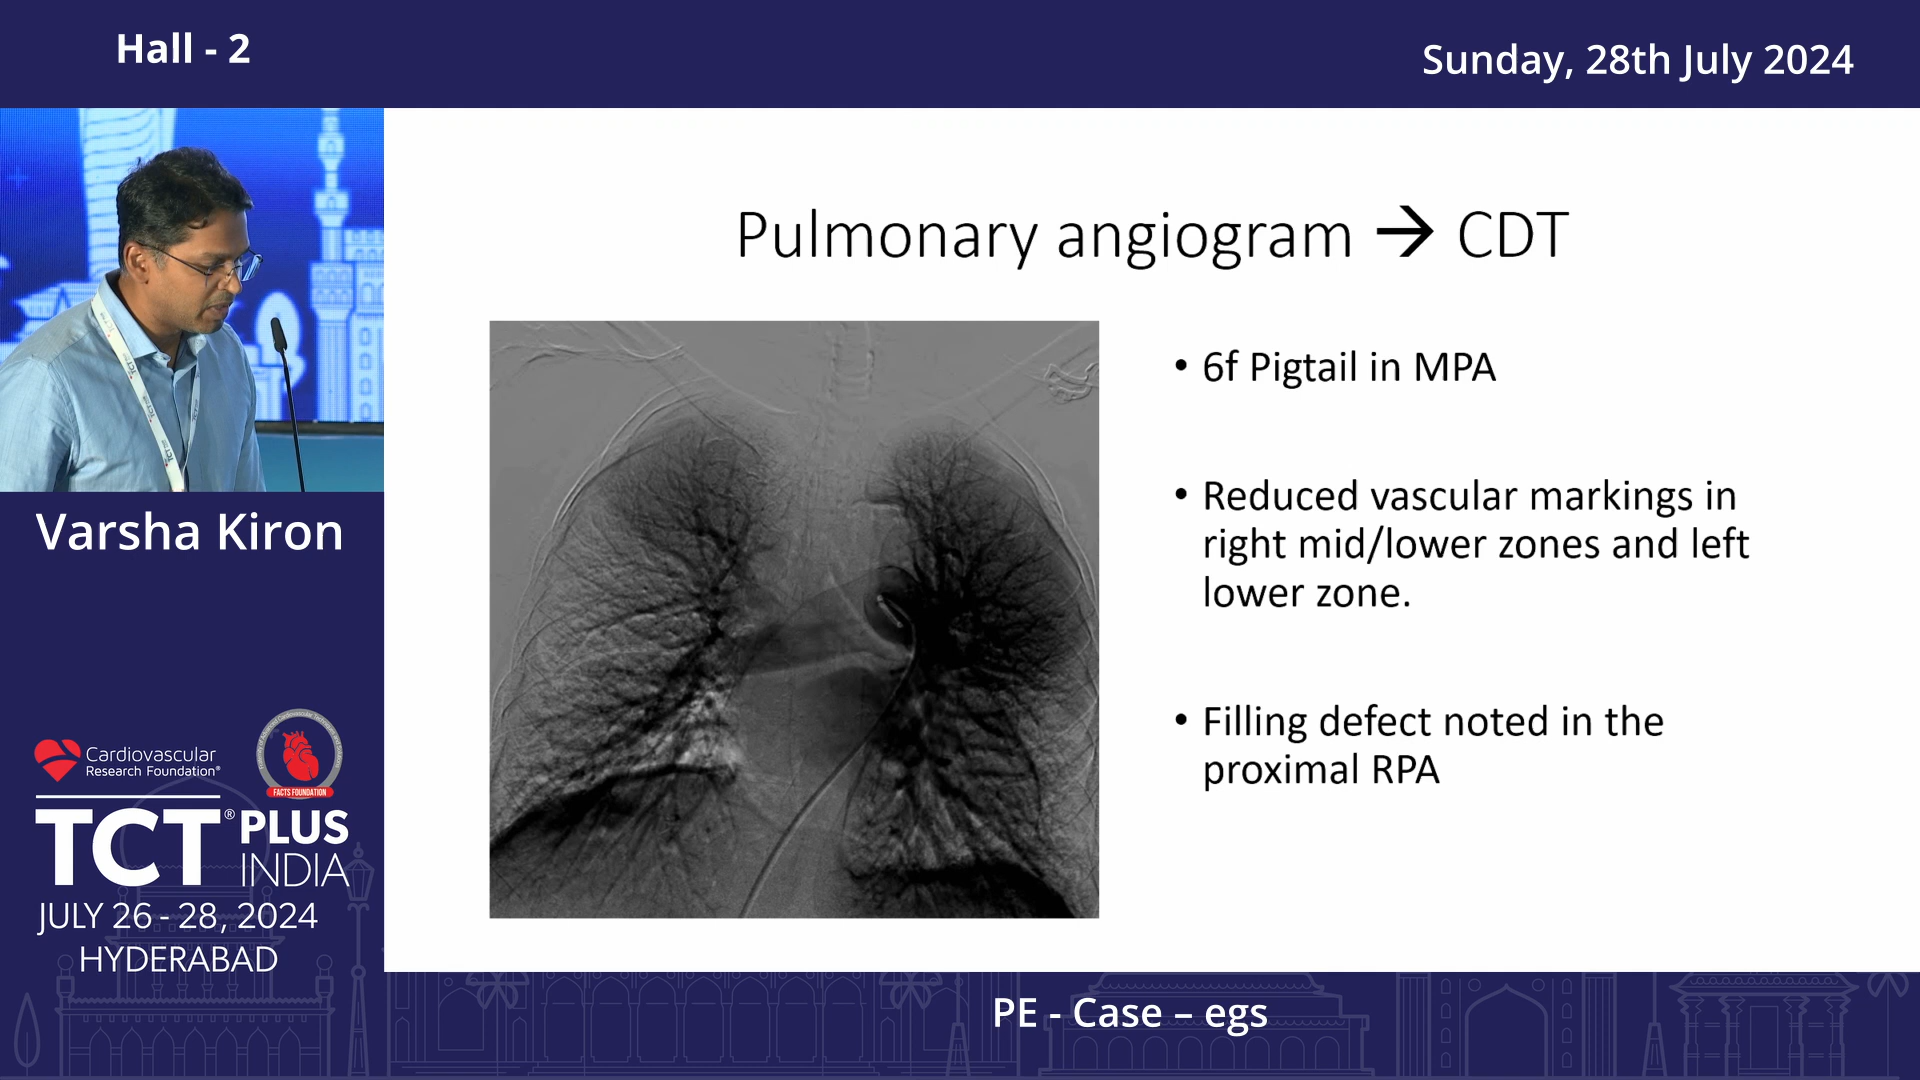 Hall - 2
Sunday, 28th July 2024
Pulmonary angiogram → CDT
• 6f Pigtail in MPA
• Reduced vascular markings in
right mid/lower zones and left
lower zone.
• Filling defect noted in the
proximal RPA
Varsha Kiron
Cardiovascular
Research Foundation®
FACTS FOUNDATION
TCT® PLUS
INDIA
JULY 26 - 28, 2024
HYDERABAD
PE - Case – egs